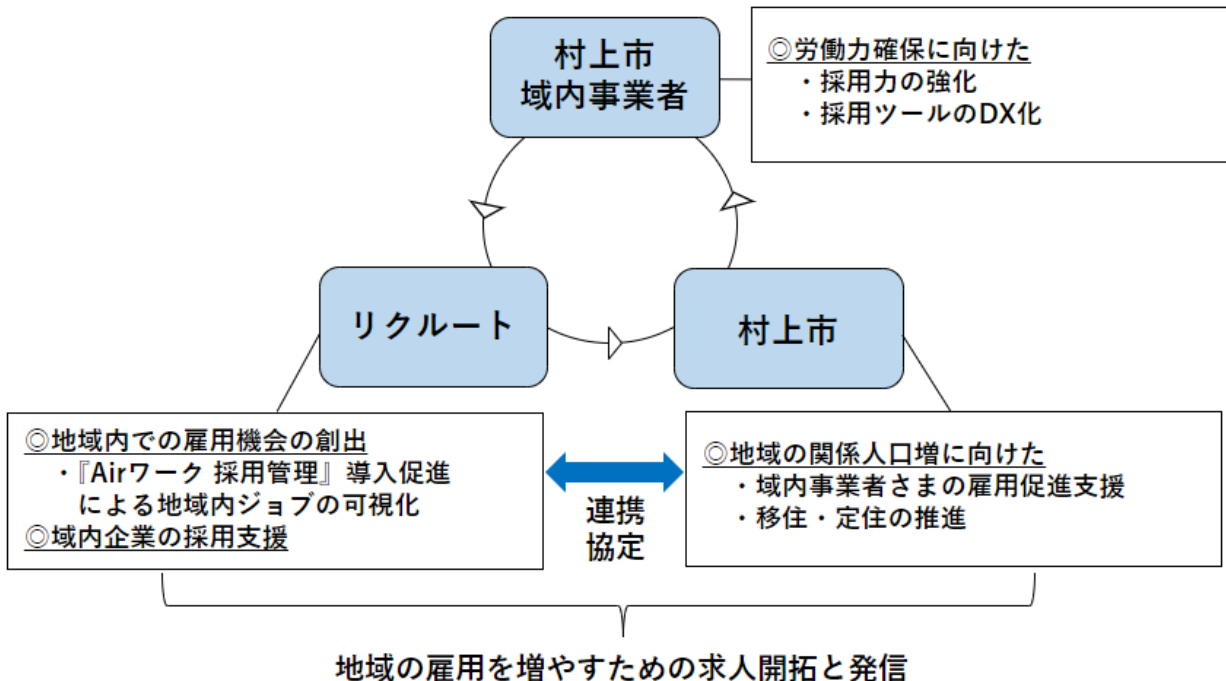 村上市
域内事業者
◎労働力確保に向けた
・採用力の強化
・採用ツールのDX化
リクルート
村上市
◎地域内での雇用機会の創出
・『Airワーク 採用管理』導入促進
による地域内ジョブの可視化
◎域内企業の採用支援
連携
協定
◎地域の関係人口増に向けた
・域内事業者さまの雇用促進支援
・移住・定住の推進
地域の雇用を増やすための求人開拓と発信